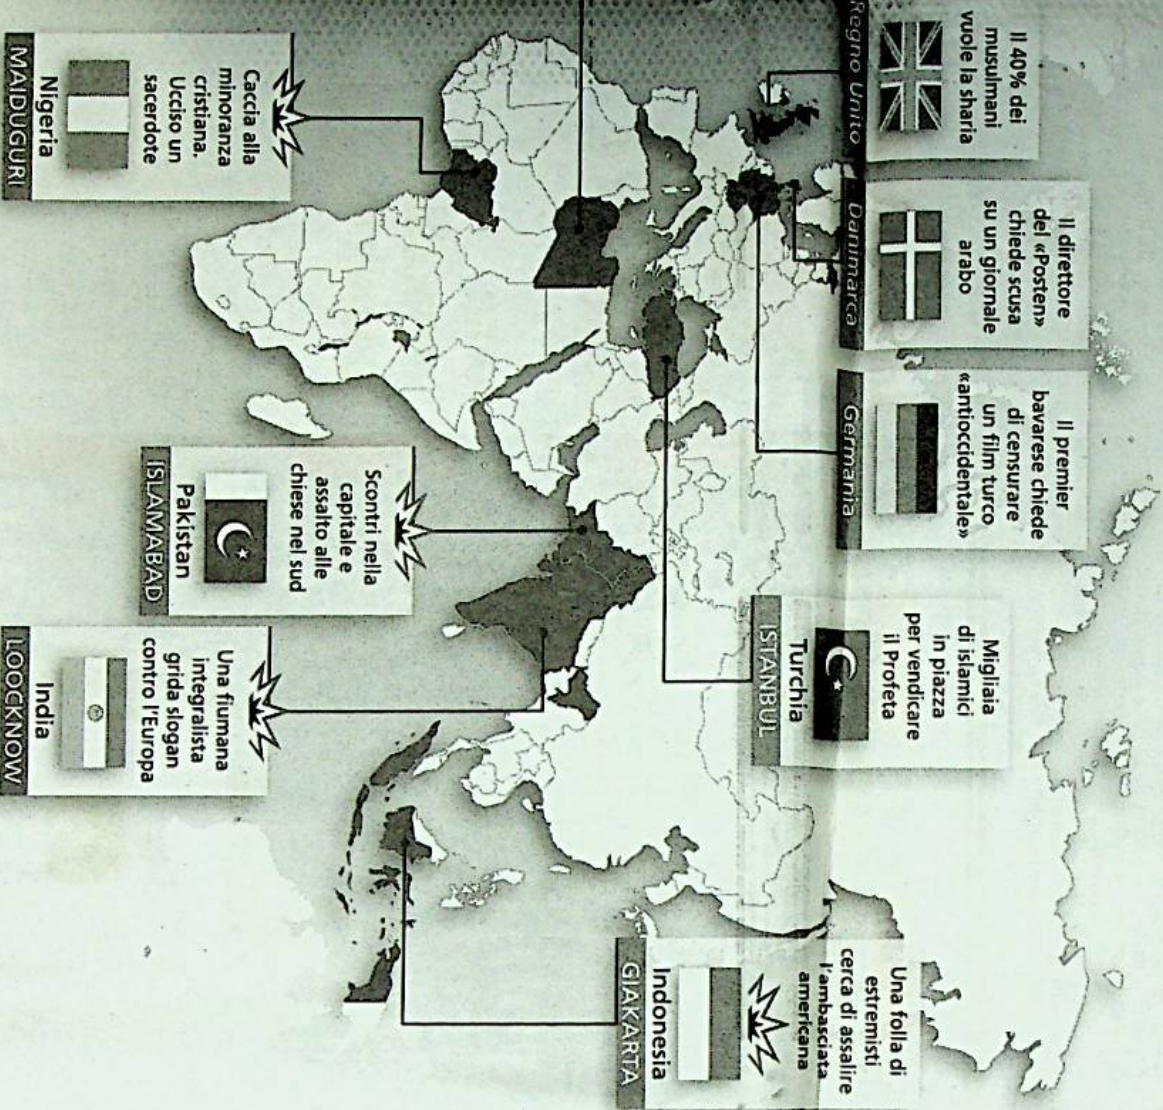 Il 40% dei
musulmani
vuole la sharia
Regno Unito
Il direttore
del «Posten»
chiede scusa
su un giornale
arabo
Danimarca
Il premier
bavarese chiede
di censurare
un film turco
«antioccidentale»
Germania
Migliaia
di islamici
in piazza
per vendicare
il Profeta
Turchia
ISTANBUL
Una folla di
estremisti
cerca di assalire
l'ambasciata
americana
Indonesia
GIAKARTA
Caccia alla
minoranza
cristiana.
Ucciso un
sacerdote
Nigeria
MAIDUGURI
Scontri nella
capitale e
assalto alle
chiese nel sud
Pakistan
ISLAMABAD
Una fiumana
integralista
grida slogan
contro l'Europa
India
LOOCKNOW